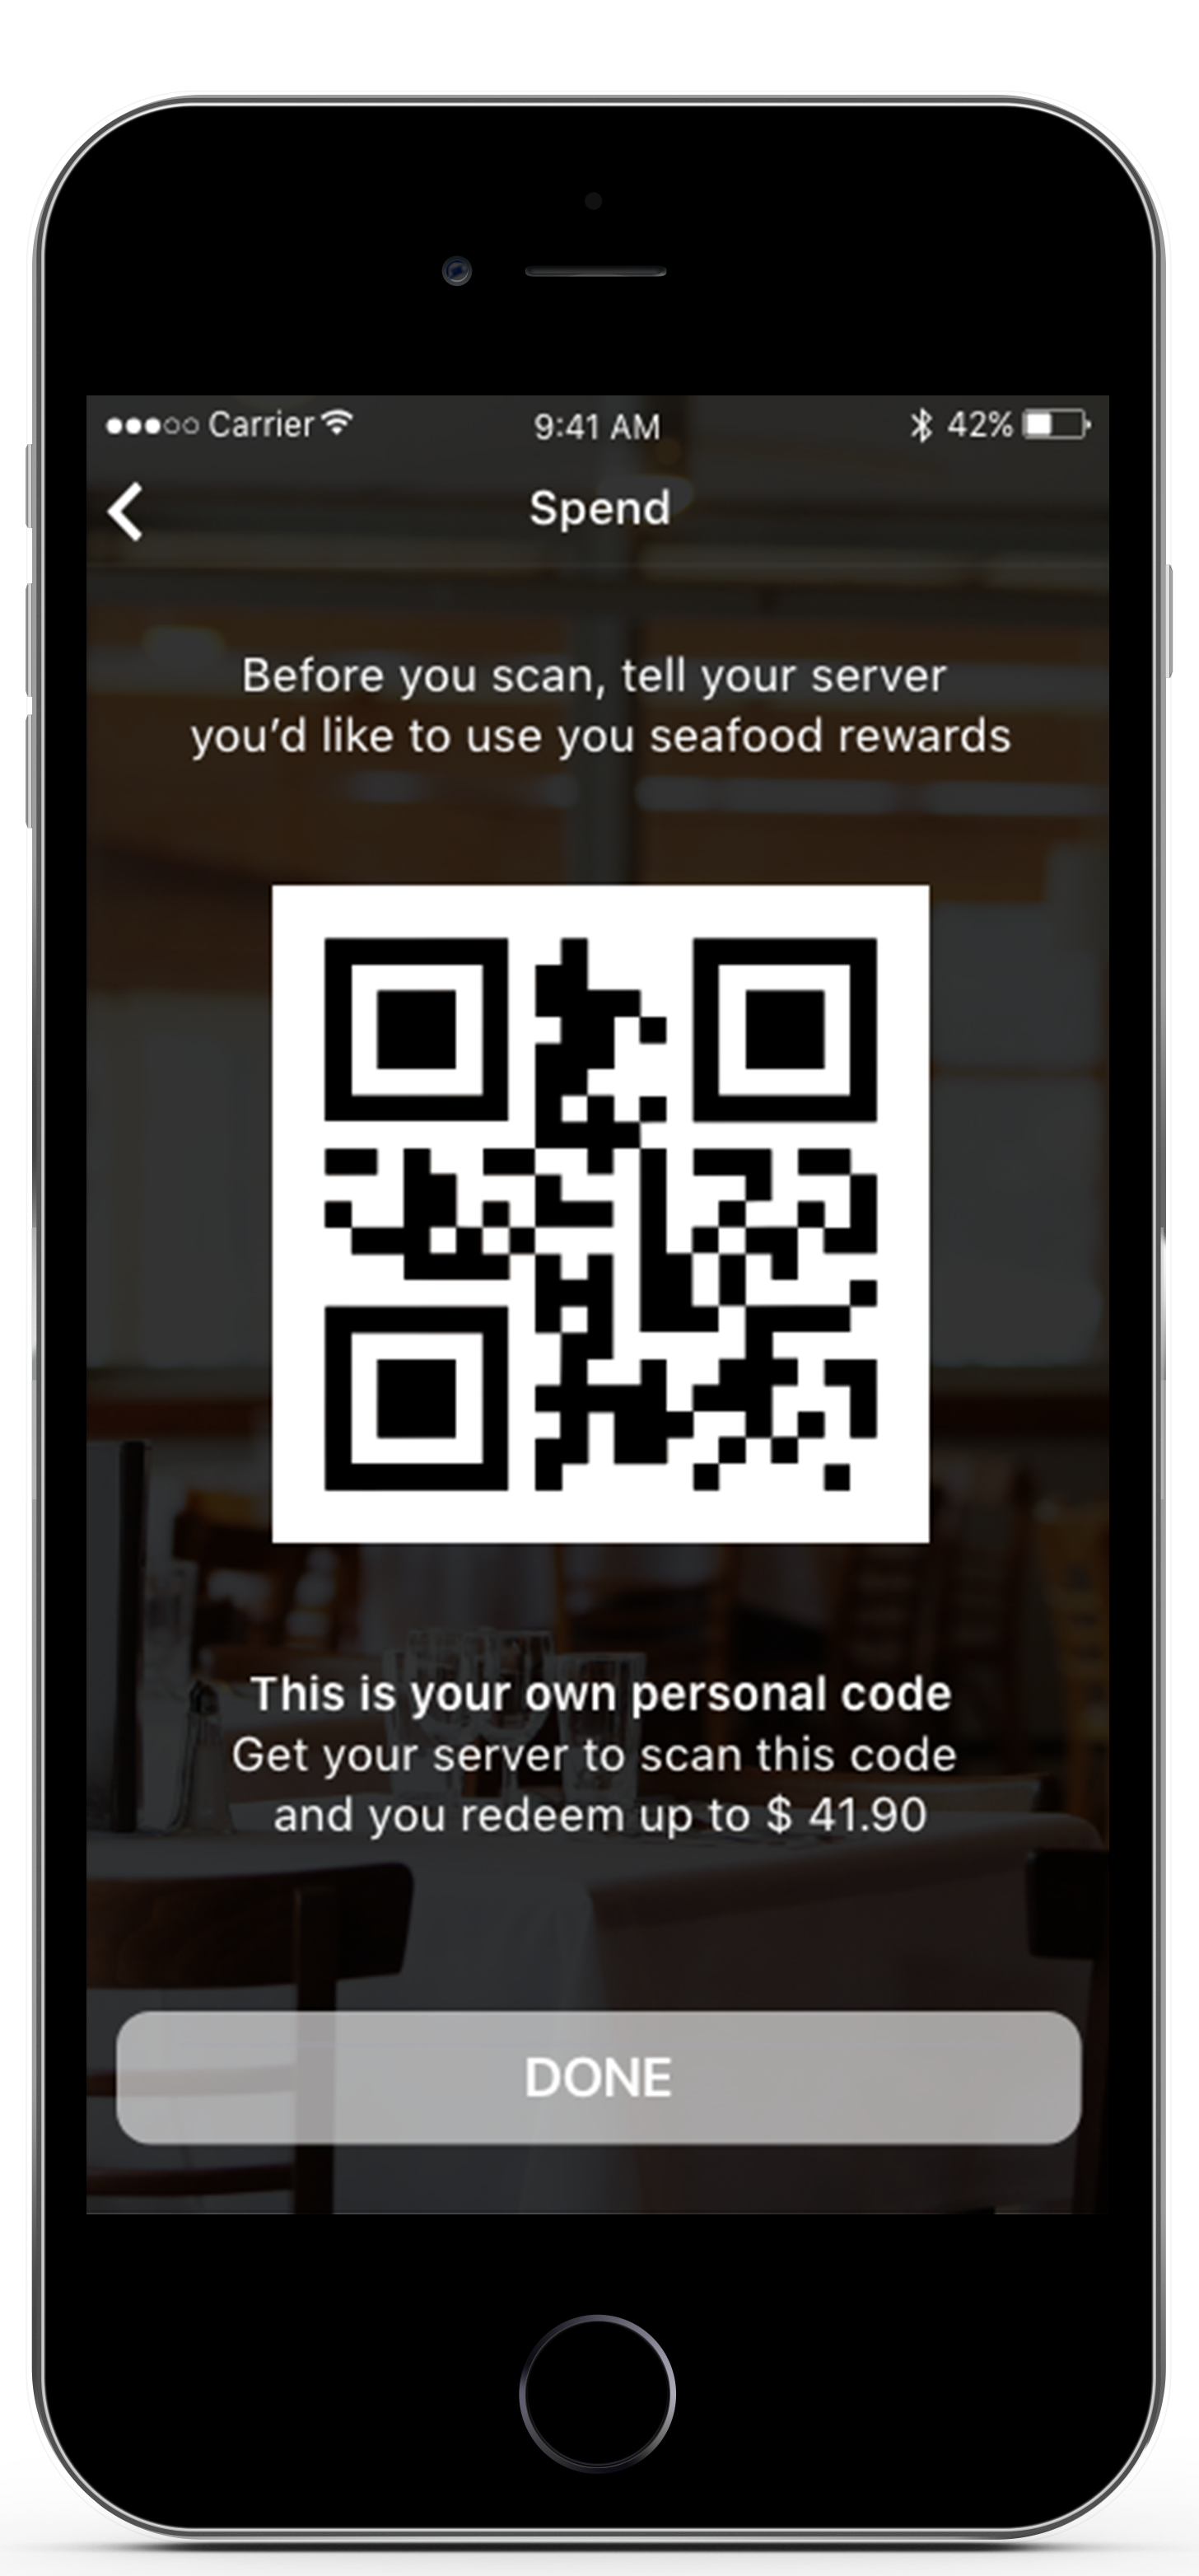 Carrier
9:41 AM
42%
Spend
Before you scan, tell your server
you'd like to use you seafood rewards
This is your own personal code
Get your server to scan this code
and you redeem up to $ 41.90
DONE